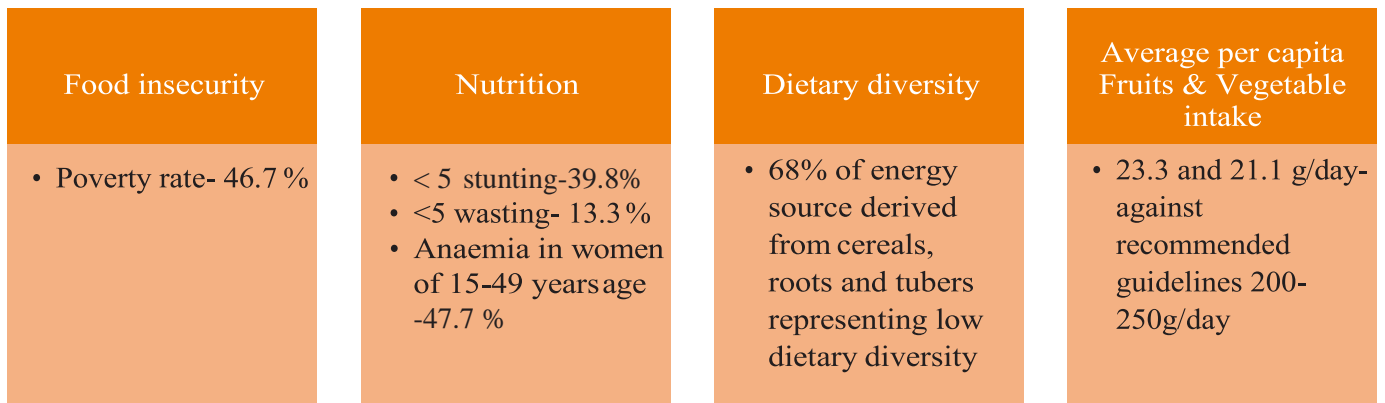 Food insecurity
• Poverty rate- 46.7 %
Nutrition
• < 5 stunting-39.8%
• <5 wasting- 13.3 %
• Anaemia in women
of 15-49 years age
-47.7 %
Dietary diversity
• 68% of energy
source derived
from cereals,
roots and tubers
representing low
dietary diversity
Average per capita
Fruits & Vegetable
intake
• 23.3 and 21.1 g/day-
against
recommended
guidelines 200-
250g/day